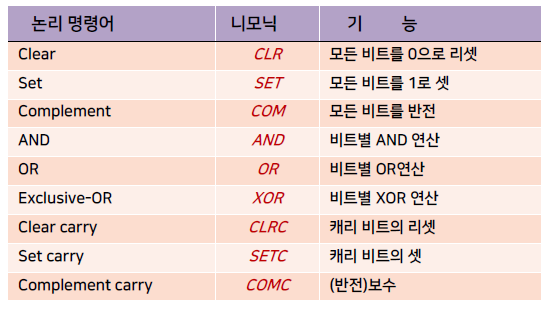 논리 명령어 니모닉 기 능
Clear CLR 모든 비트를 0으로 리셋
Set SET 모든 비트를 1로 셋
Complement COM 모든 비트를 반전
AND AND 비트별 AND 연산
OR OR 비트별 OR연산
Exclusive-OR XOR 비트별 XOR 연산
Clear carry CLRC 캐리 비트의 리셋
Set carry SETC 캐리 비트의 셋
Complement carry COMC (반전)보수